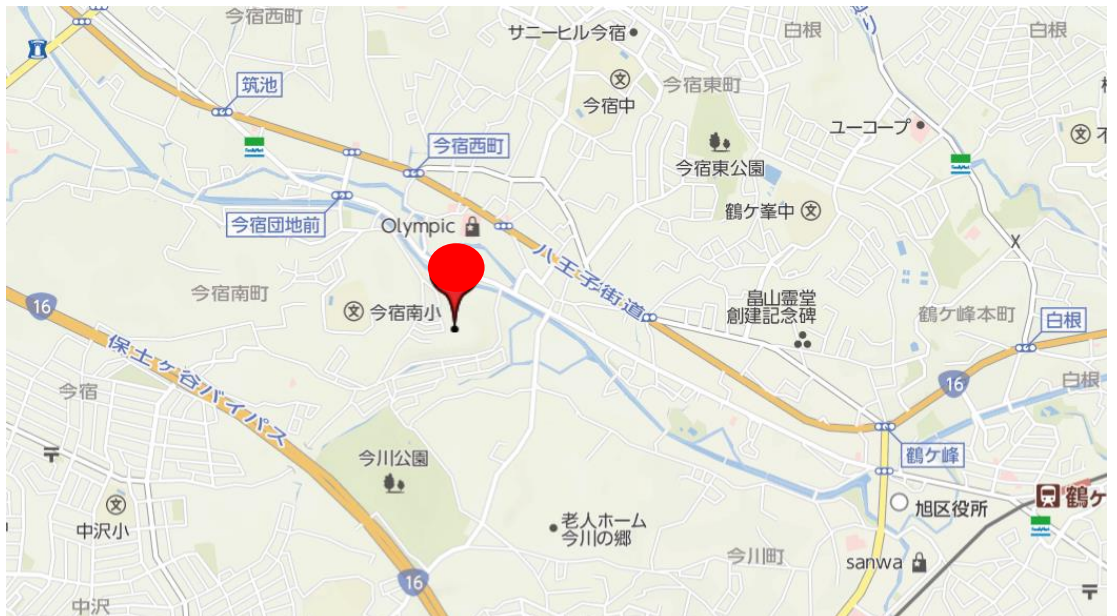 今宿西町
サニーヒル今宿
白根
白根
筑池
今宿中
今宿東町
ユーコープ
今宿西町
今宿東公園
今宿団地前
Olympic
鶴ケ峯中
八王子街道
今宿南町
今宿南小
畠山霊堂
創建記念碑
鶴ケ峰本町
白根
16
保土ヶ谷バイパス
16
白根
今宿
今川公園
鶴ケ峰
中沢小
老人ホーム
今川の郷
旭区役所
鶴ケ
今川町
sanwa
16
中沢